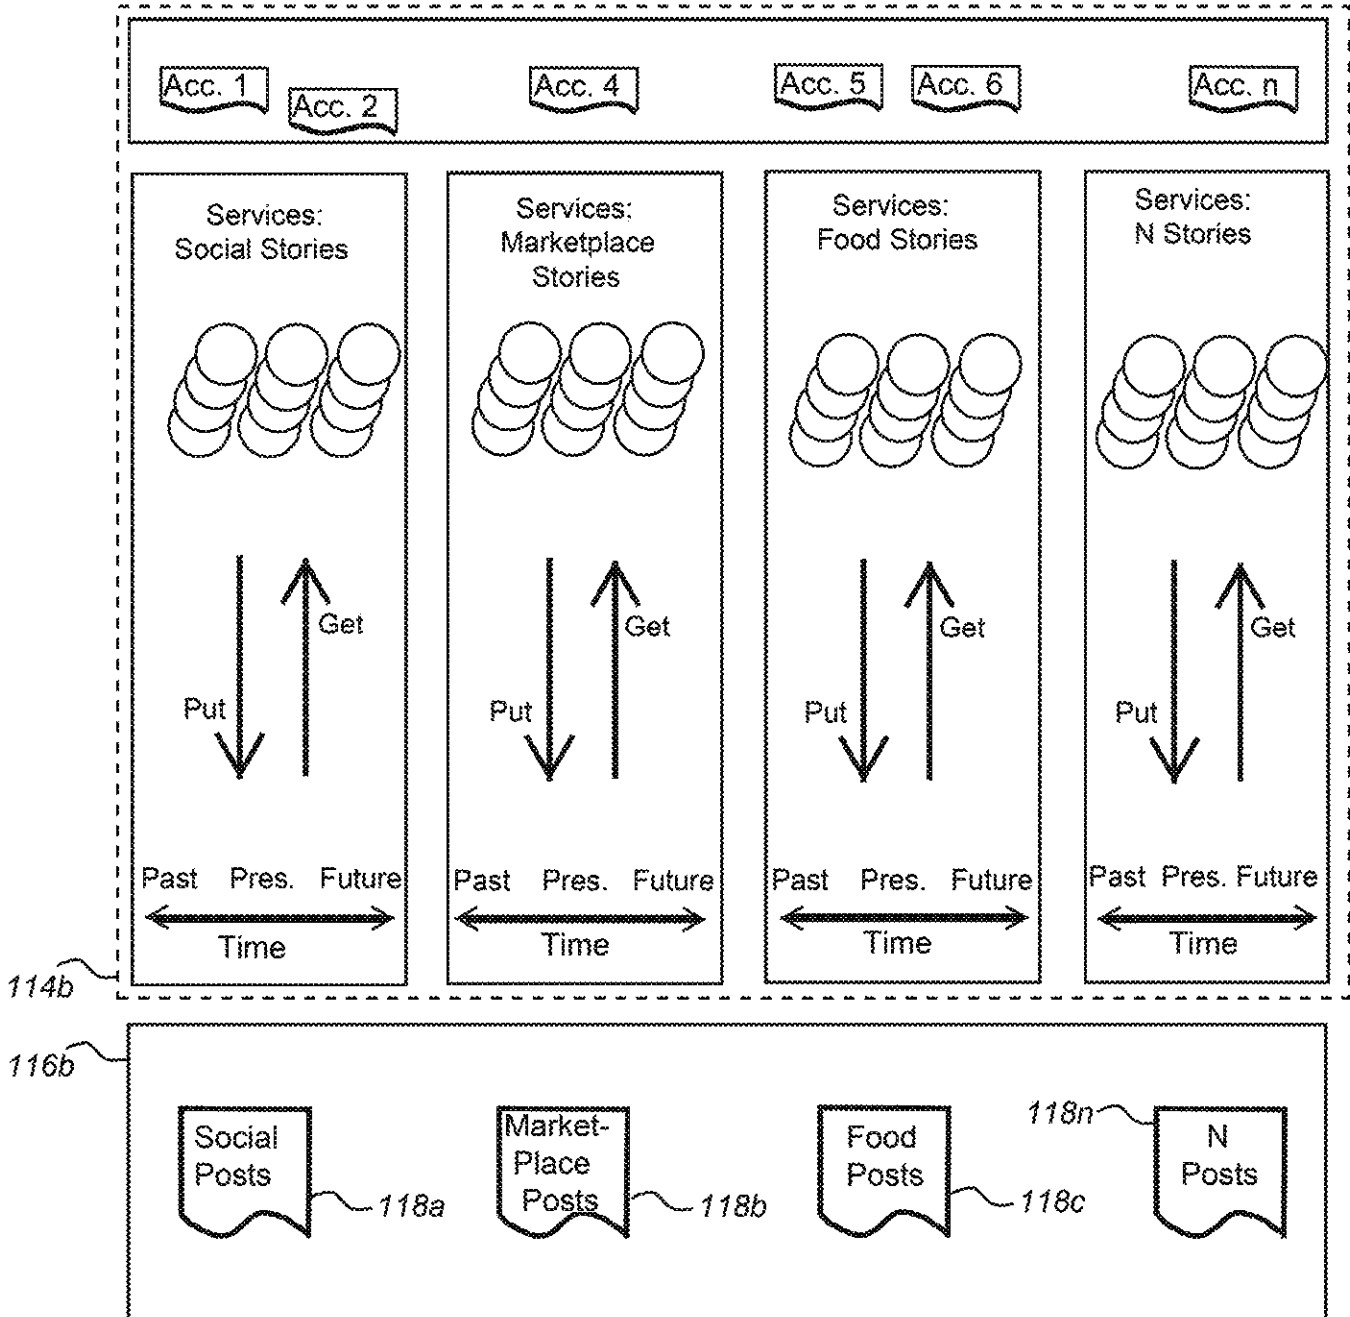 Acc. 1
Acc. 2
Acc. 4
Acc. 5
Acc. 6
Acc. n
Services:
Social Stories
Put
Get
Past Pres. Future
Time
Services:
Marketplace
Stories
Put
Get
Past Pres. Future
Time
Services:
Food Stories
Put
Get
Past Pres. Future
Time
Services:
N Stories
Put
Get
Past Pres. Future
Time
114b
116b
Social
Posts
118a
Market-
Place
Posts
118b
Food
Posts
118c
118n
N
Posts